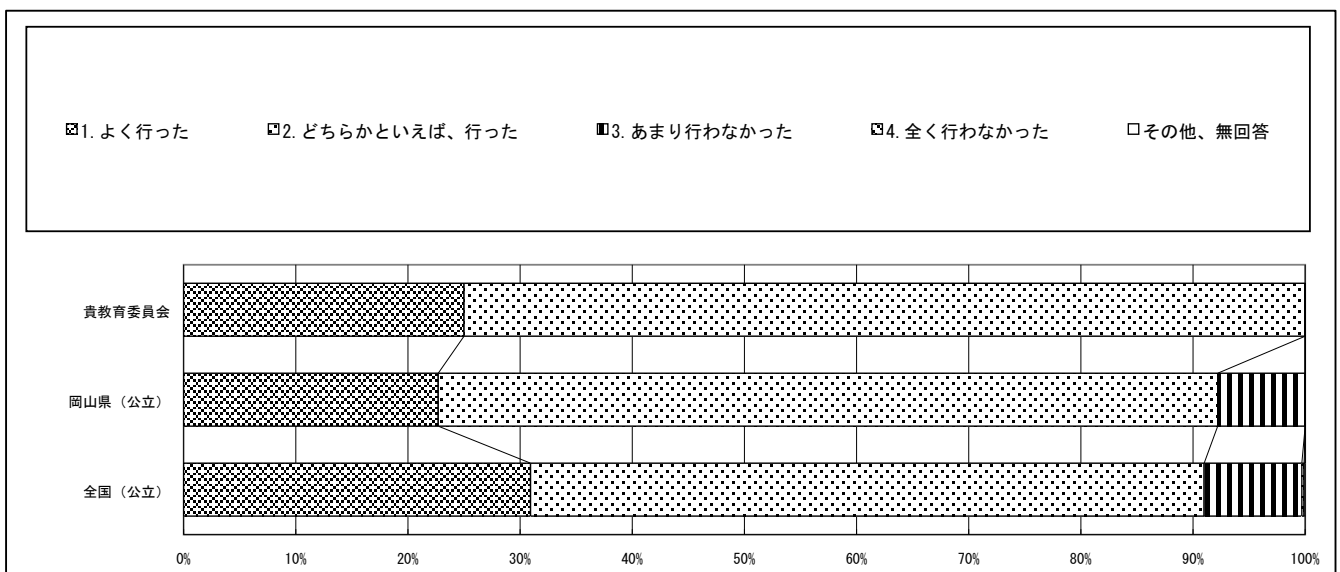 1.よく行った 2.どちらかといえば、行った 3.あまり行わなかった 4.全く行わなかった その他、無回答
貴教育委員会
岡山県（公立）
全国（公立）
0% 10% 20% 30% 40% 50% 60% 70% 80% 90% 100%